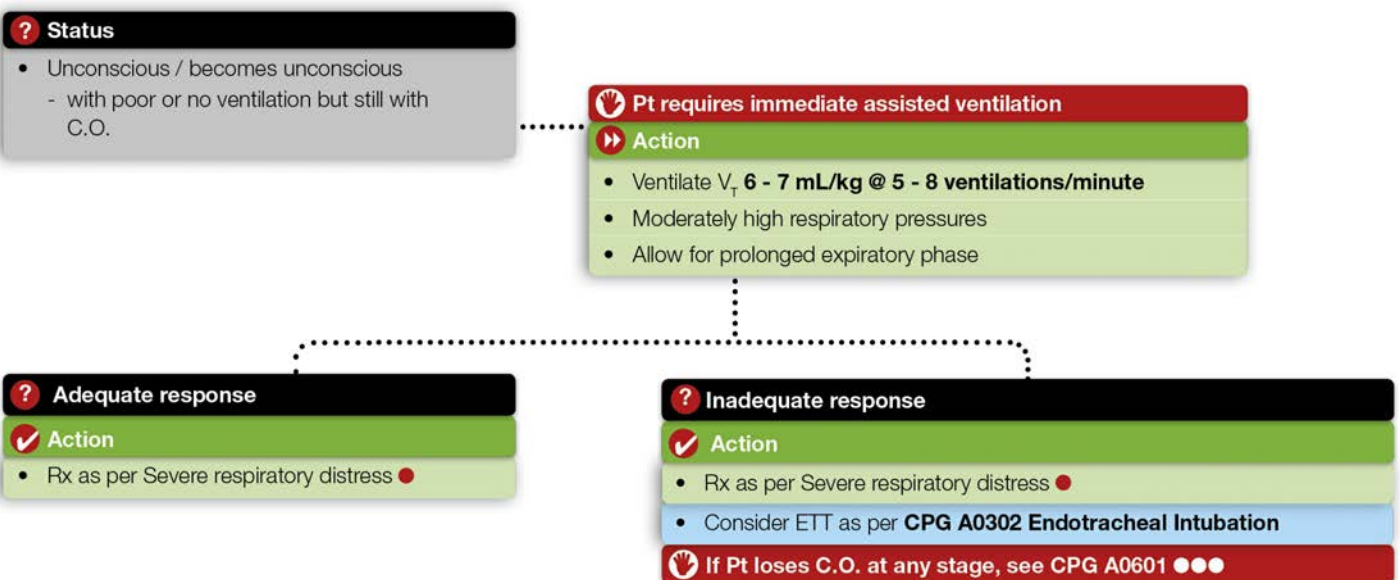 Status
• Unconscious / becomes unconscious
- with poor or no ventilation but still with
C.O.
Pt requires immediate assisted ventilation
Action
• Ventilate V_T 6 - 7 mL/kg @ 5 - 8 ventilations/minute
• Moderately high respiratory pressures
• Allow for prolonged expiratory phase
Adequate response
Action
• Rx as per Severe respiratory distress
Inadequate response
Action
• Rx as per Severe respiratory distress
• Consider ETT as per CPG A0302 Endotracheal Intubation
If Pt loses C.O. at any stage, see CPG A0601